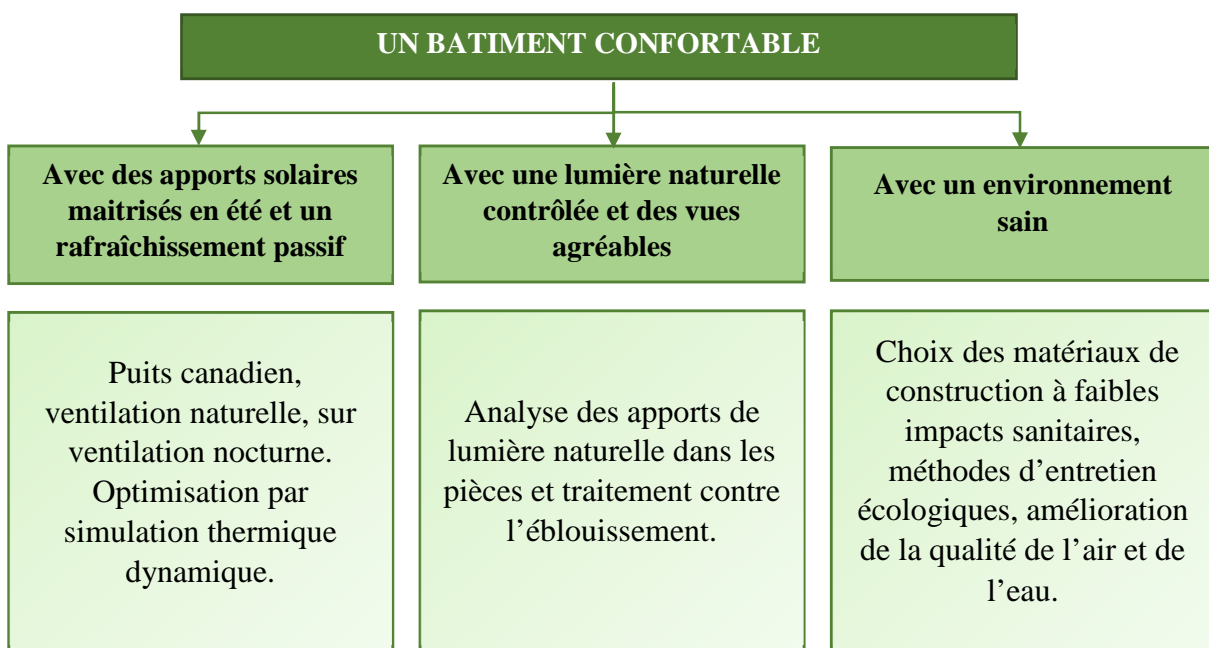 UN BATIMENT CONFORTABLE
Avec des apports solaires
maitrisés en été et un
rafraîchissement passif
Avec une lumière naturelle
contrôlée et des vues
agréables
Avec un environnement
sain
Puits canadien,
ventilation naturelle, sur
ventilation nocturne.
Optimisation par
simulation thermique
dynamique.
Analyse des apports de
lumière naturelle dans les
pièces et traitement contre
l’éblouissement.
Choix des matériaux de
construction à faibles
impacts sanitaires,
méthodes d’entretien
écologiques, amélioration
de la qualité de l’air et de
l’eau.